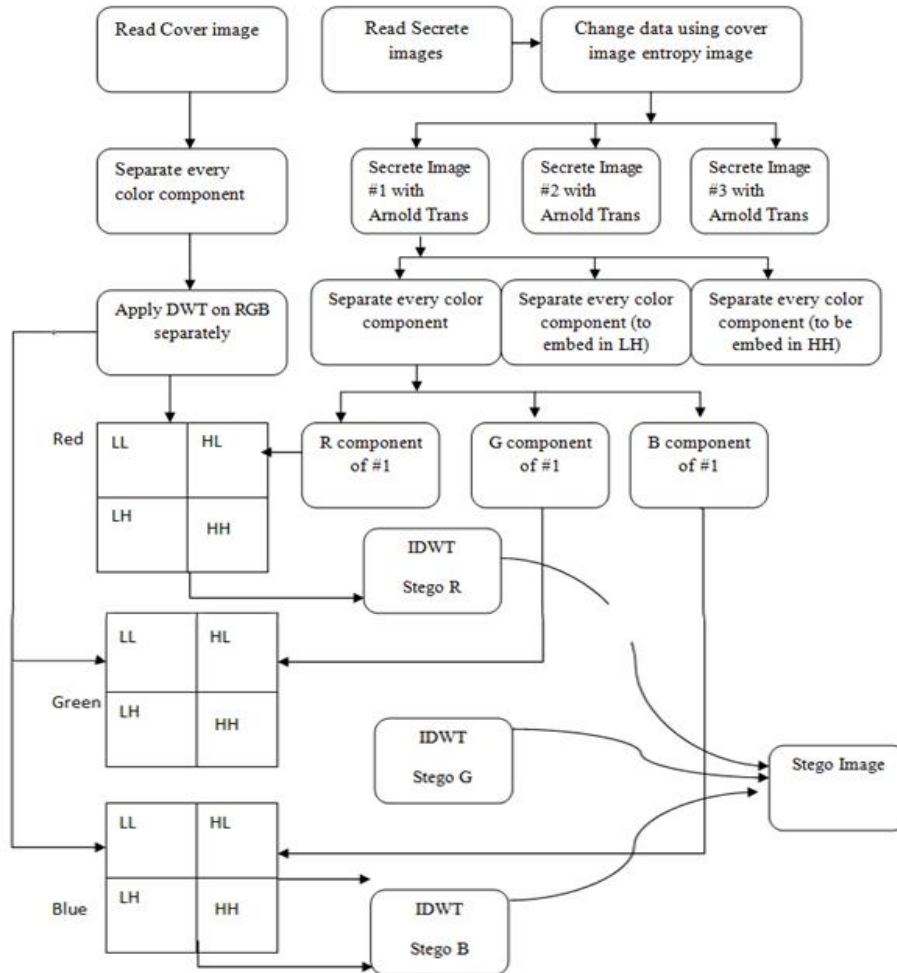 Read Cover image
Read Secrete
images
Change data using cover
image entropy image
Separate every
color component
Secrete Image
#1 with
Arnold Trans
Secrete Image
#2 with
Arnold Trans
Secrete Image
#3 with
Arnold Trans
Apply DWT on RGB
separately
Separate every color
component
Separate every color
component (to
embed in LH)
Separate every color
component (to be
embed in HH)
Red
LL
HL
LH
HH
R component
of #1
G component
of #1
B component
of #1
IDWT
Stego R
Green
LL
HL
LH
HH
IDWT
Stego G
Stego Image
Blue
LL
HL
LH
HH
IDWT
Stego B